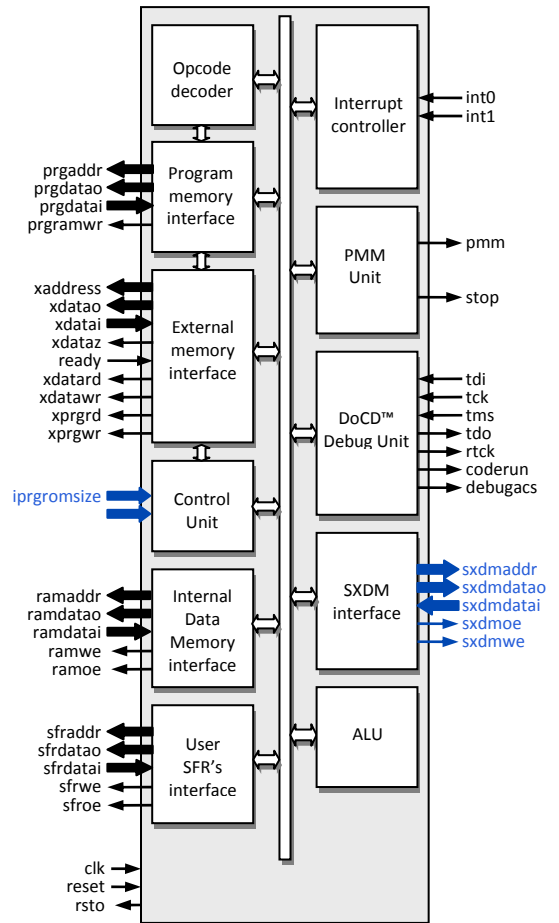 Opcode
decoder
prgaddr
prgdatao
prgdatai
prgramwr
Program
memory
interface
xaddress
xdatao
xdatai
xdataz
ready
xdatard
xdatawr
xprgrd
xprgwr
External
memory
interface
iprgromsize
Control
Unit
ramaddr
ramdatao
ramdatai
ramwe
ramoe
Internal
Data
Memory
interface
sfraddr
sfrdatao
sfrdatai
sfrwe
sfroe
User
SFR's
interface
clk
reset
rsto
Interrupt
controller
int0
int1
PMM
Unit
pmm
stop
DoCD™
Debug Unit
tdi
tck
tms
tdo
rtck
coderun
debugacs
SXDM
interface
sxdmaddr
sxdmdatao
sxdmdatai
sxdmoe
sxdmwe
ALU